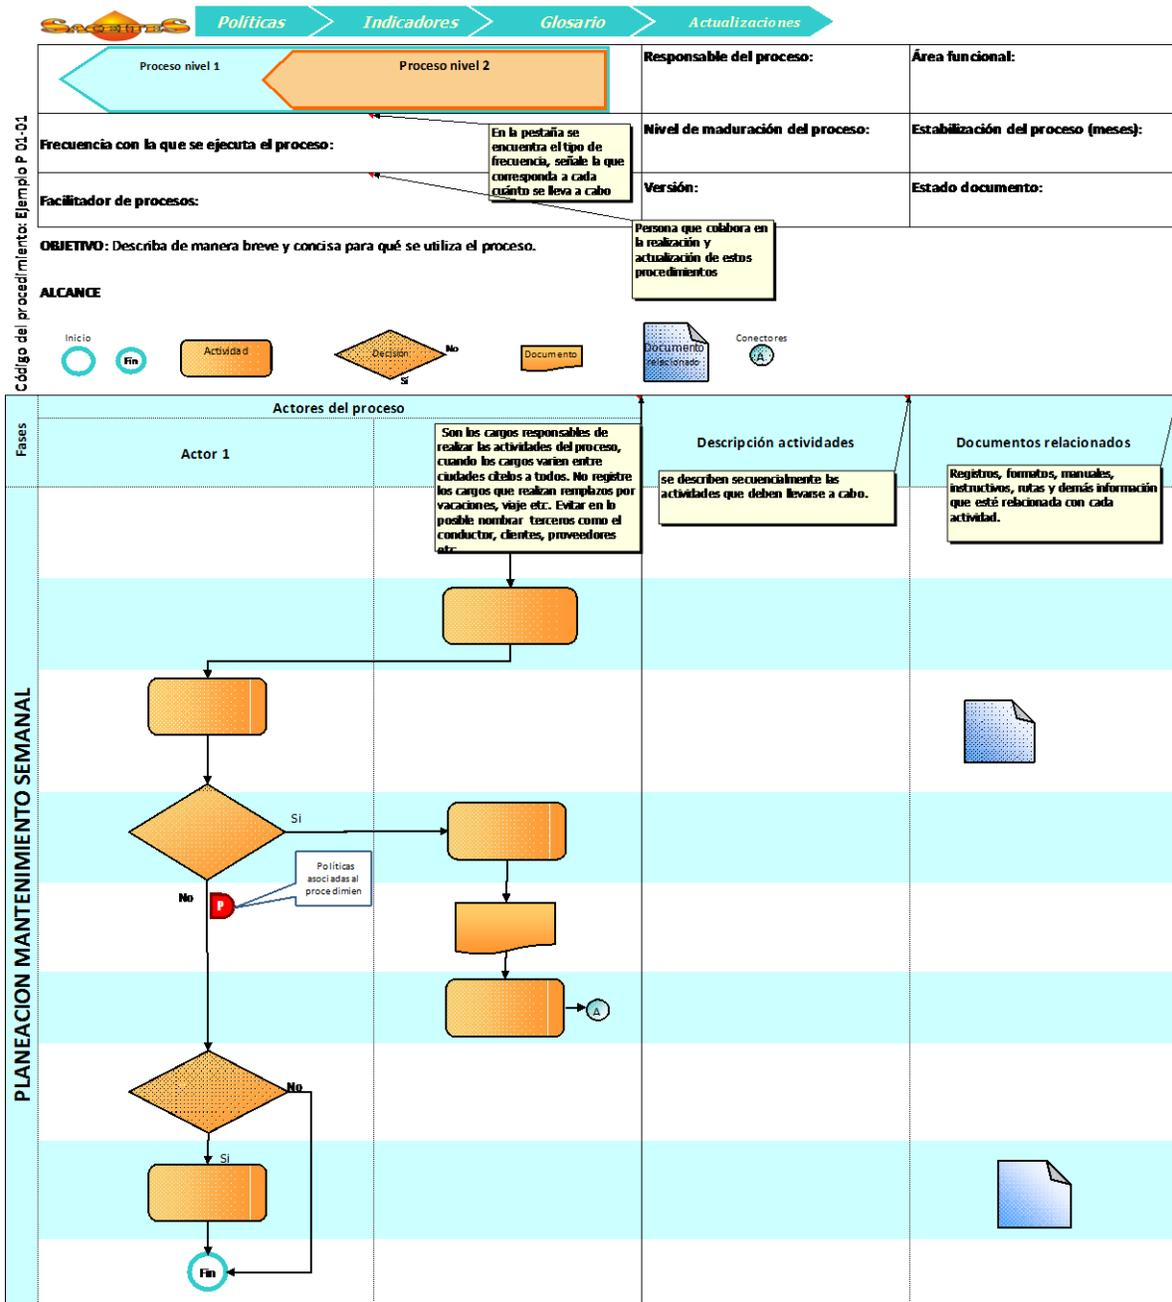 SACEITES
Políticas
Indicadores
Glosario
Actualizaciones
Código del procedimiento: Ejemplo P 01-01
Proceso nivel 1
Proceso nivel 2
Responsable del proceso:
Área funcional:
Frecuencia con la que se ejecuta el proceso:
En la pestaña se
encuentra el tipo de
frecuencia, señale la que
corresponda a cada
cuánto se lleva a cabo
Nivel de maduración del proceso:
Estabilización del proceso (meses):
Facilitador de procesos:
Versión:
Estado documento:
Persona que colabora en
la realización y
actualización de estos
procedimientos
OBJETIVO: Describa de manera breve y concisa para qué se utiliza el proceso.
ALCANCE
Inicio
Fin
Actividad
Decisión
No
Sí
Documento
Documento
relacionado
Conectores
A
Fases
Actores del proceso
Actor 1
Son los cargos responsables de
realizar las actividades del proceso,
cuando los cargos varien entre
ciudades cítelos a todos. No registre
los cargos que realizan remplazos por
vacaciones, viaje etc. Evitar en lo
posible nombrar terceros como el
conductor, clientes, proveedores
etc
Descripción actividades
se describen secuencialmente las
actividades que deben llevarse a cabo.
Documentos relacionados
Registros, formatos, manuales,
instructivos, rutas y demás información
que esté relacionada con cada
actividad.
PLANEACION MANTENIMIENTO SEMANAL
Si
Políticas
asociadas al
procedimien
No
P
A
No
Si
Fin